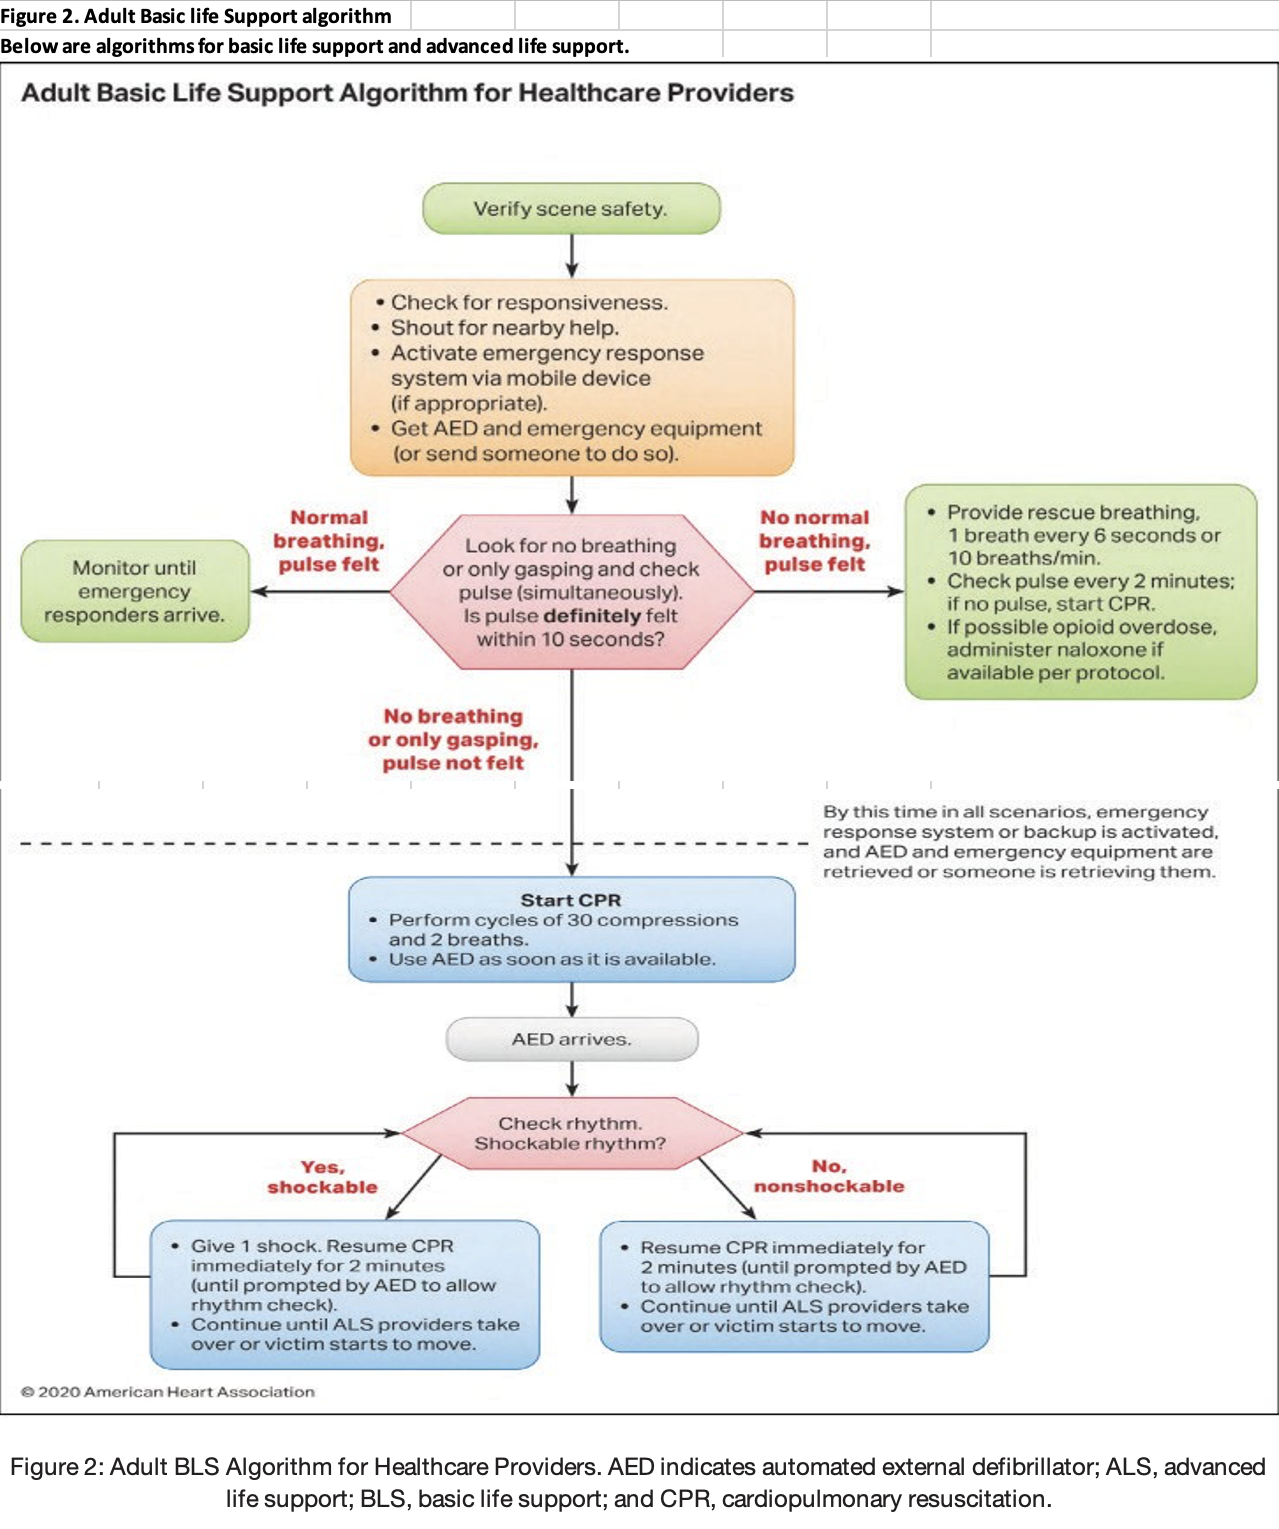 Figure 2. Adult Basic life Support algorithm
Below are algorithms for basic life support and advanced life support.
Adult Basic Life Support Algorithm for Healthcare Providers
Verify scene safety.
• Check for responsiveness.
• Shout for nearby help.
• Activate emergency response
system via mobile device
(if appropriate).
• Get AED and emergency equipment
(or send someone to do so).
Normal
breathing,
pulse felt
Monitor until
emergency
responders arrive.
Look for no breathing
or only gasping and check
pulse (simultaneously).
Is pulse definitely felt
within 10 seconds?
No normal
breathing,
pulse felt
• Provide rescue breathing,
1 breath every 6 seconds or
10 breaths/min.
• Check pulse every 2 minutes;
if no pulse, start CPR.
• If possible opioid overdose,
administer naloxone if
available per protocol.
No breathing
or only gasping,
pulse not felt
By this time in all scenarios, emergency
response system or backup is activated,
and AED and emergency equipment are
retrieved or someone is retrieving them.
Start CPR
• Perform cycles of 30 compressions
and 2 breaths.
• Use AED as soon as it is available.
AED arrives.
Check rhythm.
Shockable rhythm?
Yes,
shockable
No,
nonshockable
• Give 1 shock. Resume CPR
immediately for 2 minutes
(until prompted by AED to allow
rhythm check).
• Continue until ALS providers take
over or victim starts to move.
• Resume CPR immediately for
2 minutes (until prompted by AED
to allow rhythm check).
• Continue until ALS providers take
over or victim starts to move.
© 2020 American Heart Association
Figure 2: Adult BLS Algorithm for Healthcare Providers. AED indicates automated external defibrillator; ALS, advanced
life support; BLS, basic life support; and CPR, cardiopulmonary resuscitation.